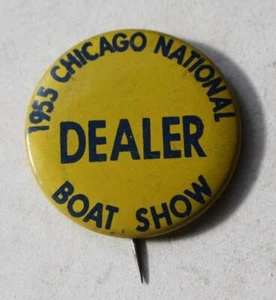 1955 CHICAGO NATIONAL
DEALER
BOAT SHOW